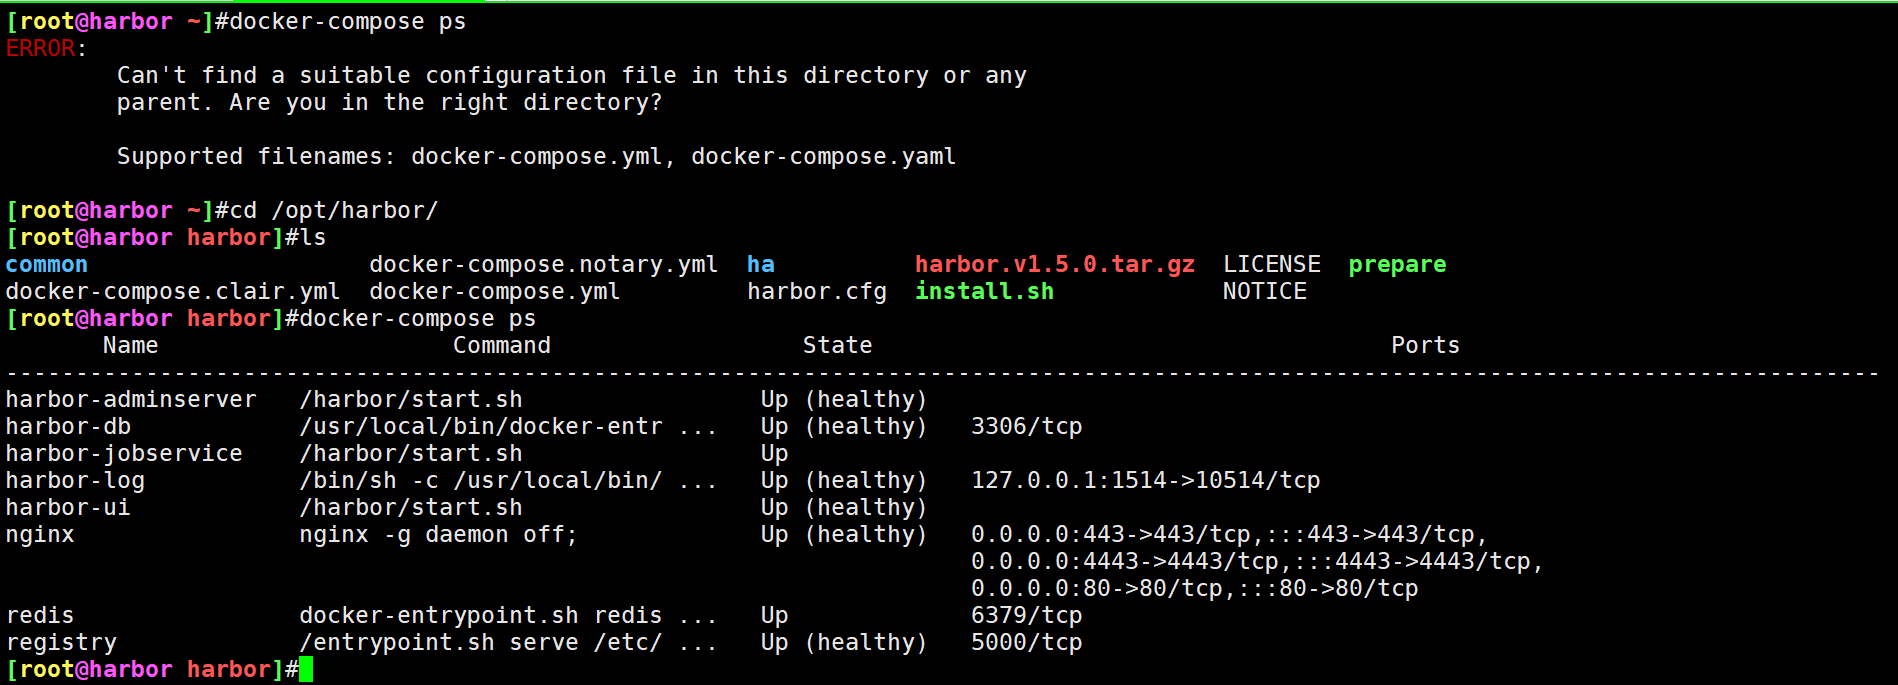 [root@harbor ~]#docker-compose ps
ERROR:
        Can't find a suitable configuration file in this directory or any
        parent. Are you in the right directory?

        Supported filenames: docker-compose.yml, docker-compose.yaml

[root@harbor ~]#cd /opt/harbor/
[root@harbor harbor]#ls
common                    docker-compose.notary.yml  ha          harbor.v1.5.0.tar.gz  LICENSE  prepare
docker-compose.clair.yml  docker-compose.yml         harbor.cfg  install.sh            NOTICE
[root@harbor harbor]#docker-compose ps
       Name                     Command                  State                                     Ports
--------------------------------------------------------------------------------------------------------------------------------------
harbor-adminserver   /harbor/start.sh                 Up (healthy)
harbor-db            /usr/local/bin/docker-entr ...   Up (healthy)   3306/tcp
harbor-jobservice    /harbor/start.sh                 Up
harbor-log           /bin/sh -c /usr/local/bin/ ...   Up (healthy)   127.0.0.1:1514->10514/tcp
harbor-ui            /harbor/start.sh                 Up (healthy)
nginx                nginx -g daemon off;             Up (healthy)   0.0.0.0:443->443/tcp,:::443->443/tcp,
                                                                     0.0.0.0:4443->4443/tcp,:::4443->4443/tcp,
                                                                     0.0.0.0:80->80/tcp,:::80->80/tcp
redis                docker-entrypoint.sh redis ...   Up             6379/tcp
registry             /entrypoint.sh serve /etc/ ...   Up (healthy)   5000/tcp
[root@harbor harbor]#